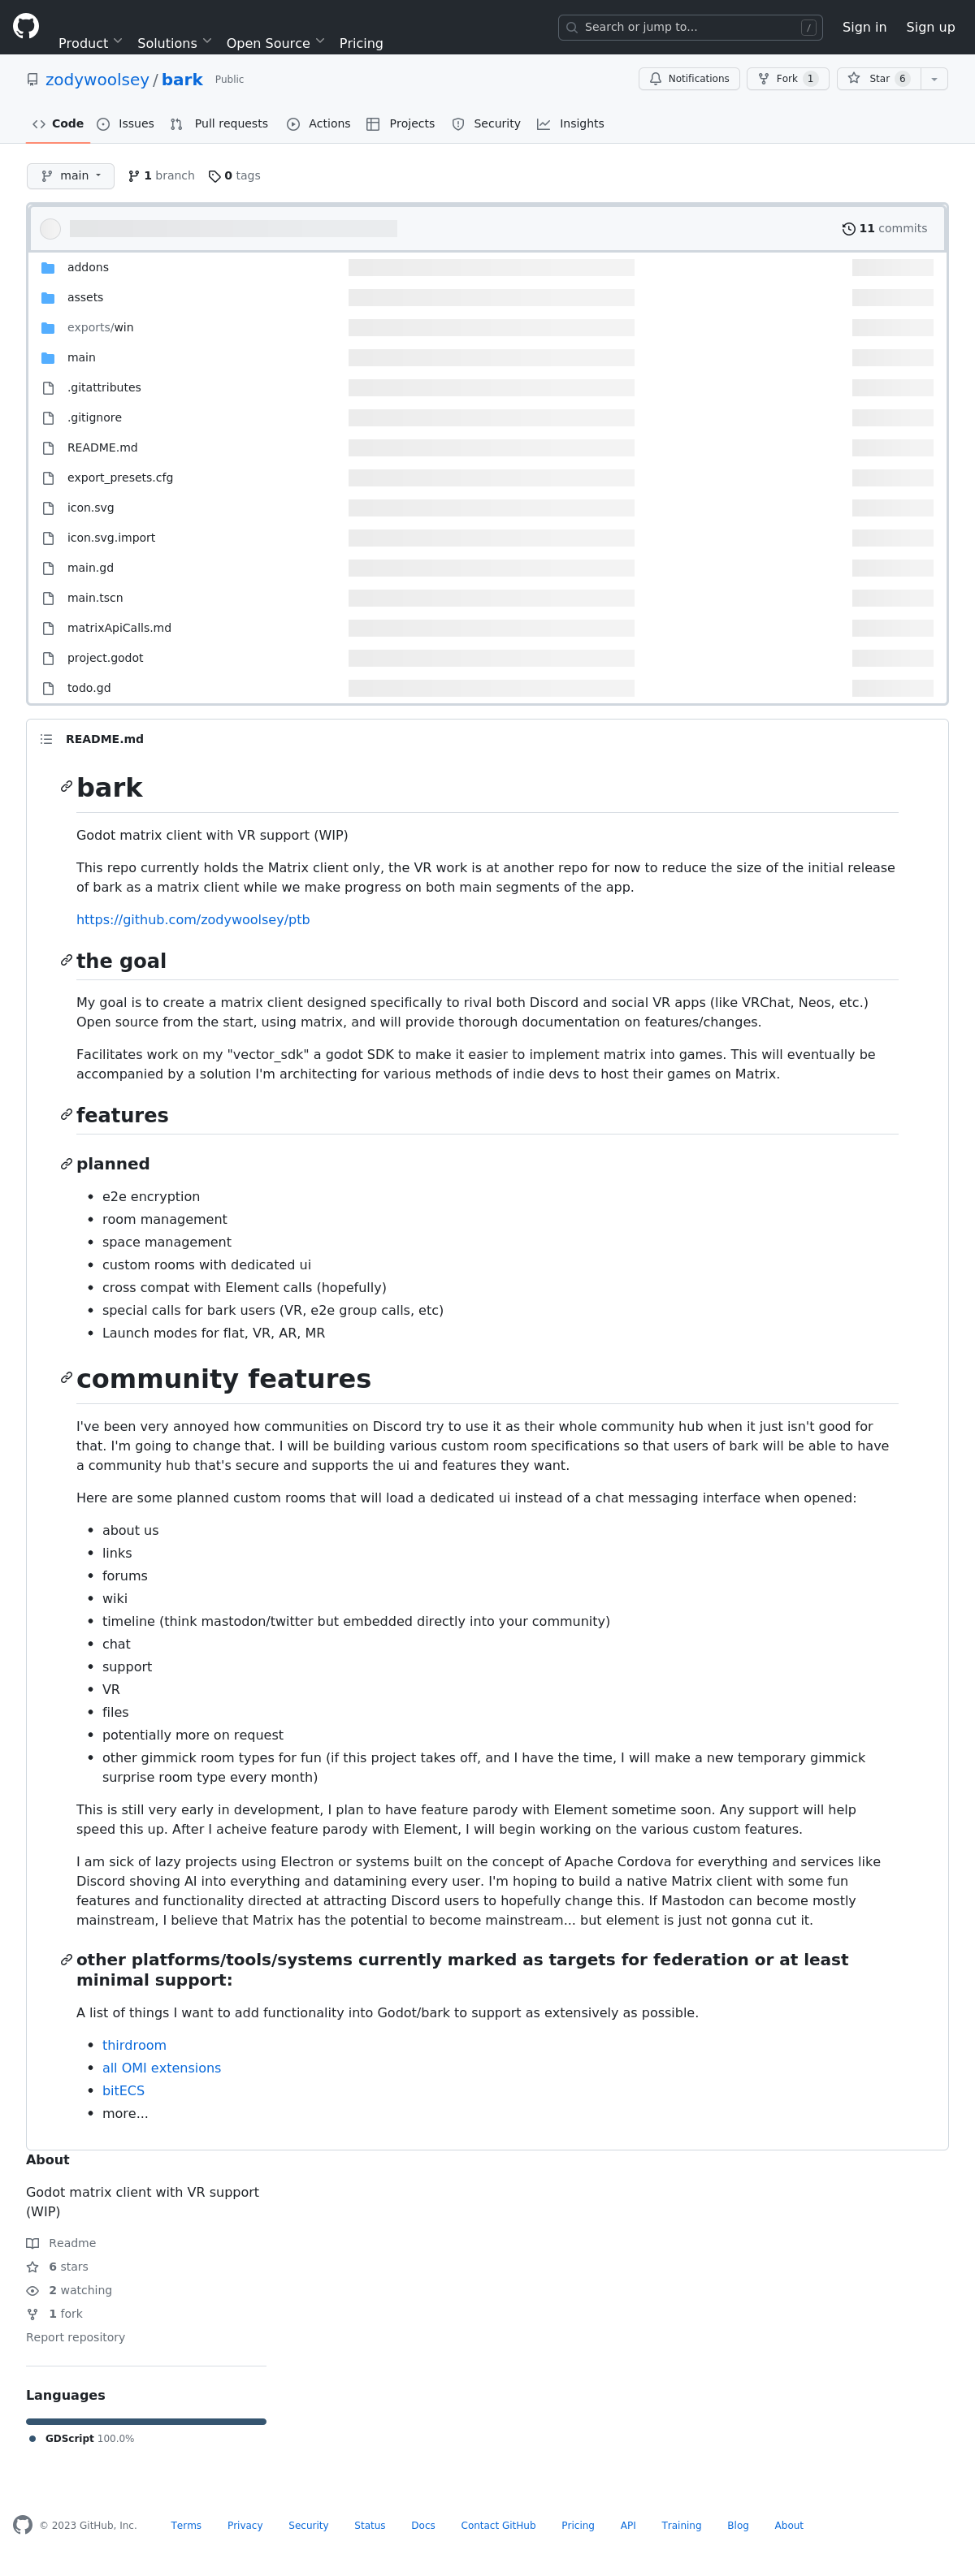 Product Solutions Open Source Pricing
Search or jump to... /
Sign in Sign up
zodywoolsey / bark Public
Notifications Fork 1 Star 6
Code Issues Pull requests Actions Projects Security Insights
main 1 branch 0 tags
11 commits
addons
assets
exports/win
main
.gitattributes
.gitignore
README.md
export_presets.cfg
icon.svg
icon.svg.import
main.gd
main.tscn
matrixApiCalls.md
project.godot
todo.gd
README.md
bark
Godot matrix client with VR support (WIP)
This repo currently holds the Matrix client only, the VR work is at another repo for now to reduce the size of the initial release
of bark as a matrix client while we make progress on both main segments of the app.
https://github.com/zodywoolsey/ptb
the goal
My goal is to create a matrix client designed specifically to rival both Discord and social VR apps (like VRChat, Neos, etc.)
Open source from the start, using matrix, and will provide thorough documentation on features/changes.
Facilitates work on my "vector_sdk" a godot SDK to make it easier to implement matrix into games. This will eventually be
accompanied by a solution I'm architecting for various methods of indie devs to host their games on Matrix.
features
planned
• e2e encryption
• room management
• space management
• custom rooms with dedicated ui
• cross compat with Element calls (hopefully)
• special calls for bark users (VR, e2e group calls, etc)
• Launch modes for flat, VR, AR, MR
community features
I've been very annoyed how communities on Discord try to use it as their whole community hub when it just isn't good for
that. I'm going to change that. I will be building various custom room specifications so that users of bark will be able to have
a community hub that's secure and supports the ui and features they want.
Here are some planned custom rooms that will load a dedicated ui instead of a chat messaging interface when opened:
• about us
• links
• forums
• wiki
• timeline (think mastodon/twitter but embedded directly into your community)
• chat
• support
• VR
• files
• potentially more on request
• other gimmick room types for fun (if this project takes off, and I have the time, I will make a new temporary gimmick
surprise room type every month)
This is still very early in development, I plan to have feature parody with Element sometime soon. Any support will help
speed this up. After I acheive feature parody with Element, I will begin working on the various custom features.
I am sick of lazy projects using Electron or systems built on the concept of Apache Cordova for everything and services like
Discord shoving AI into everything and datamining every user. I'm hoping to build a native Matrix client with some fun
features and functionality directed at attracting Discord users to hopefully change this. If Mastodon can become mostly
mainstream, I believe that Matrix has the potential to become mainstream... but element is just not gonna cut it.
other platforms/tools/systems currently marked as targets for federation or at least
minimal support:
A list of things I want to add functionality into Godot/bark to support as extensively as possible.
• thirdroom
• all OMI extensions
• bitECS
• more...
About
Godot matrix client with VR support
(WIP)
Readme
6 stars
2 watching
1 fork
Report repository
Languages
GDScript 100.0%
© 2023 GitHub, Inc. Terms Privacy Security Status Docs Contact GitHub Pricing API Training Blog About